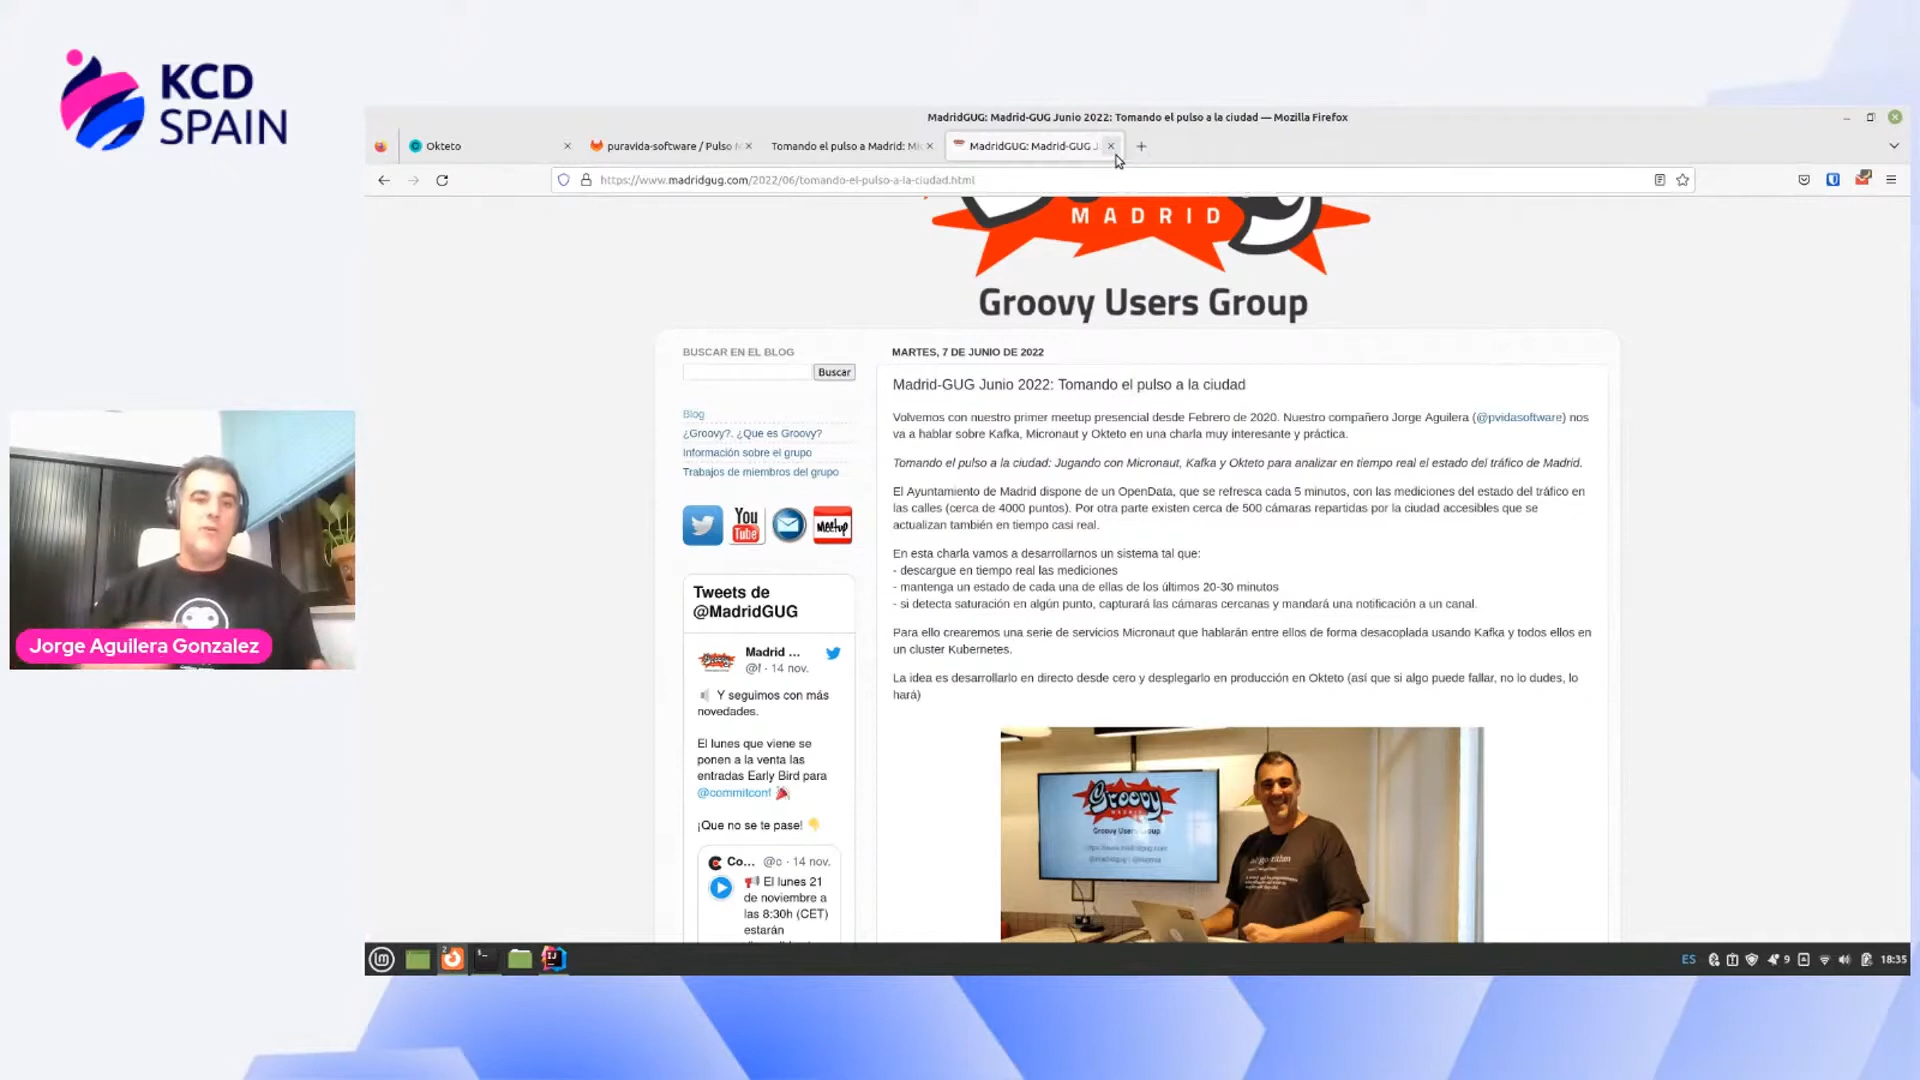 KCD
SPAIN
MadridGUG: Madrid-GUG Junio 2022: Tomando el pulso a la ciudad — Mozilla Firefox
Okteto
puravida-software / Pulso
Tomando el pulso a Madrid: Mi
MadridGUG: Madrid-GUG J
https://www.madridgug.com/2022/06/tomando-el-pulso-a-la-ciudad.html
MADRID
Groovy Users Group
BUSCAR EN EL BLOG
Buscar
Blog
¿Groovy?. ¿Que es Groovy?
Información sobre el grupo
Trabajos de miembros del grupo
You
Tube
Meetup
Tweets de
@MadridGUG
Madrid ...
· 14 nov.
Y seguimos con más
novedades.
El lunes que viene se
ponen a la venta las
entradas Early Bird para
@commitconf
¡Que no se te pase!
Co... @c · 14 nov.
El lunes 21
de noviembre a
las 8:30h (CET)
estarán
MARTES, 7 DE JUNIO DE 2022
Madrid-GUG Junio 2022: Tomando el pulso a la ciudad
Volvemos con nuestro primer meetup presencial desde Febrero de 2020. Nuestro compañero Jorge Aguilera (@pvidasoftware) nos
va a hablar sobre Kafka, Micronaut y Okteto en una charla muy interesante y práctica.
Tomando el pulso a la ciudad: Jugando con Micronaut, Kafka y Okteto para analizar en tiempo real el estado del tráfico de Madrid.
El Ayuntamiento de Madrid dispone de un OpenData, que se refresca cada 5 minutos, con las mediciones del estado del tráfico en
las calles (cerca de 4000 puntos). Por otra parte existen cerca de 500 cámaras repartidas por la ciudad accesibles que se
actualizan también en tiempo casi real.
En esta charla vamos a desarrollarnos un sistema tal que:
- descargue en tiempo real las mediciones
- mantenga un estado de cada una de ellas de los últimos 20-30 minutos
- si detecta saturación en algún punto, capturará las cámaras cercanas y mandará una notificación a un canal.
Para ello crearemos una serie de servicios Micronaut que hablarán entre ellos de forma desacoplada usando Kafka y todos ellos en
un cluster Kubernetes.
La idea es desarrollarlo en directo desde cero y desplegarlo en producción en Okteto (así que si algo puede fallar, no lo dudes, lo
hará)
Groovy
Groovy Users Group
Jorge Aguilera Gonzalez
2
IJ
ES
9
18:35